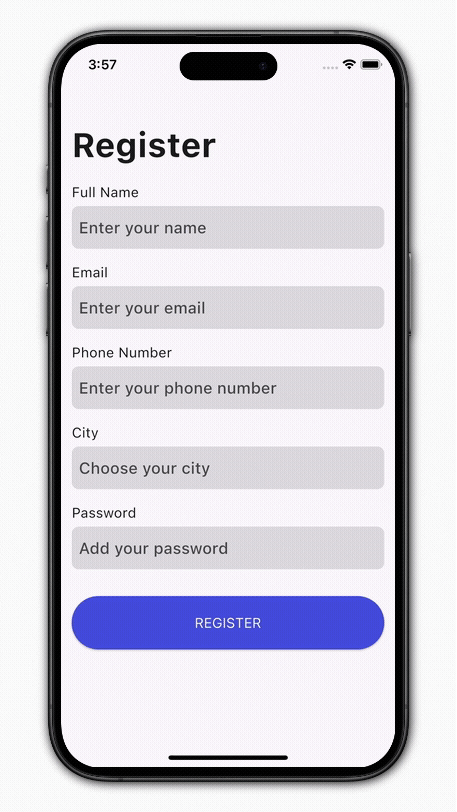 3:57
Register
Full Name
Enter your name
Email
Enter your email
Phone Number
Enter your phone number
City
Choose your city
Password
Add your password
REGISTER